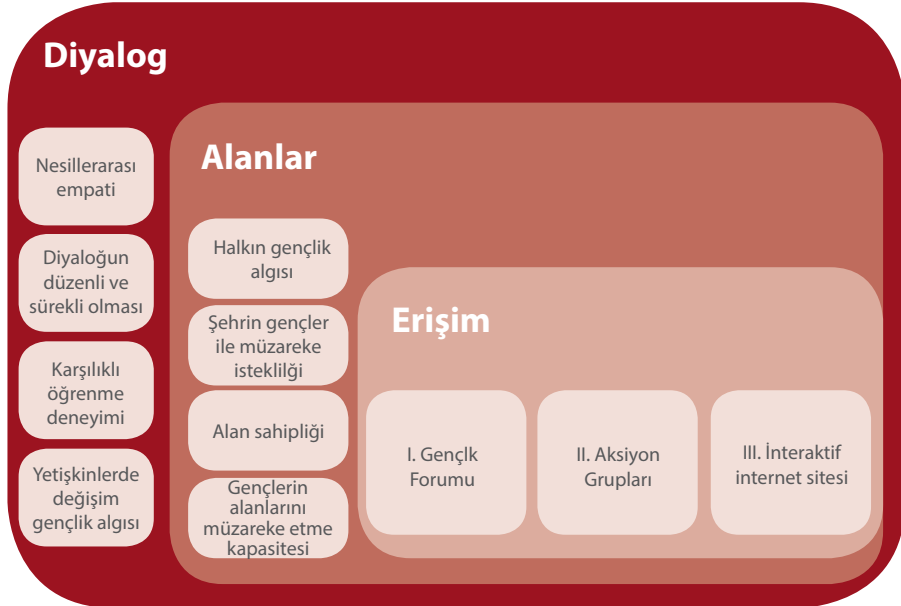 Diyalog
Nesillerarası
empati
Diyaloğun
düzenli ve
sürekli olması
Karşılıklı
öğrenme
deneyimi
Yetişkinlerde
değişim
gençlik algısı
Alanlar
Halkın gençlik
algısı
Şehrin gençler
ile müzareke
isteklilği
Alan sahipliği
Gençlerin
alanlarını
müzareke etme
kapasitesi
Erişim
I. Gençlk
Forumu
II. Aksiyon
Grupları
III. İnteraktif
internet sitesi